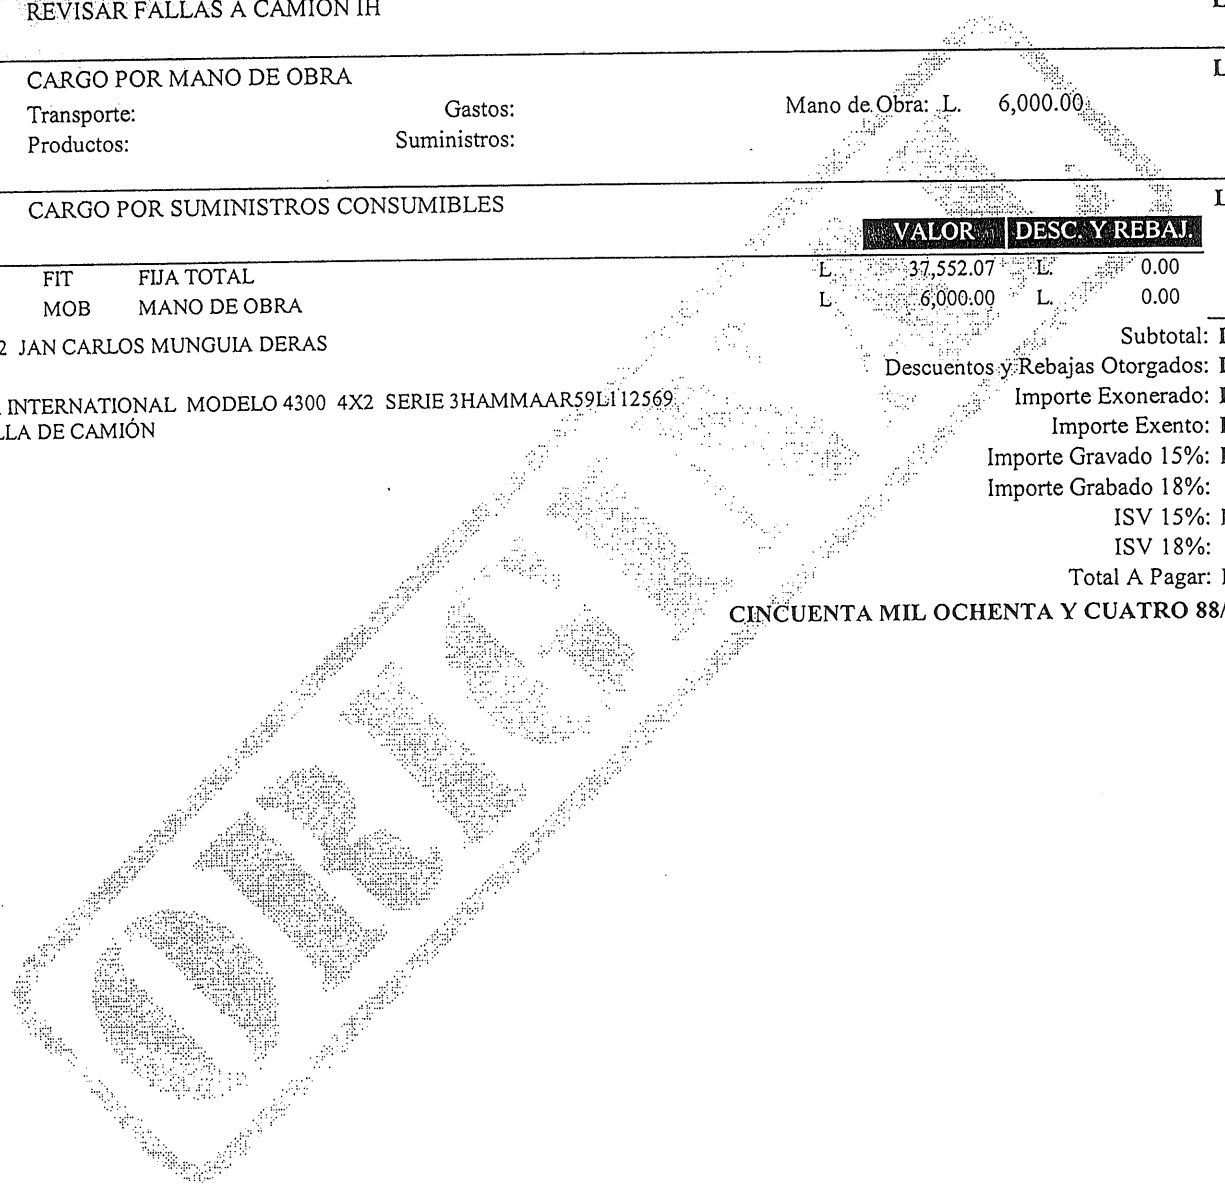 REVISAR FALLAS A CAMION IH
CARGO POR MANO DE OBRA L
Transporte: Gastos: Mano de Obra: L. 6,000.00
Productos: Suministros:
CARGO POR SUMINISTROS CONSUMIBLES L
VALOR DESC. Y REBAJ.
FIT FIJA TOTAL L. 37,552.07 L. 0.00
MOB MANO DE OBRA L. 6,000.00 L. 0.00
2 JAN CARLOS MUNGUIA DERAS
Subtotal:
Descuentos y Rebajas Otorgados:
INTERNATIONAL MODELO 4300 4X2 SERIE 3HAMMAAR59L112569
Importe Exonerado:
LLA DE CAMIÓN
Importe Exento:
Importe Gravado 15%:
Importe Grabado 18%:
ISV 15%:
ISV 18%:
Total A Pagar:
CINCUENTA MIL OCHENTA Y CUATRO 88/
ORIGINAL